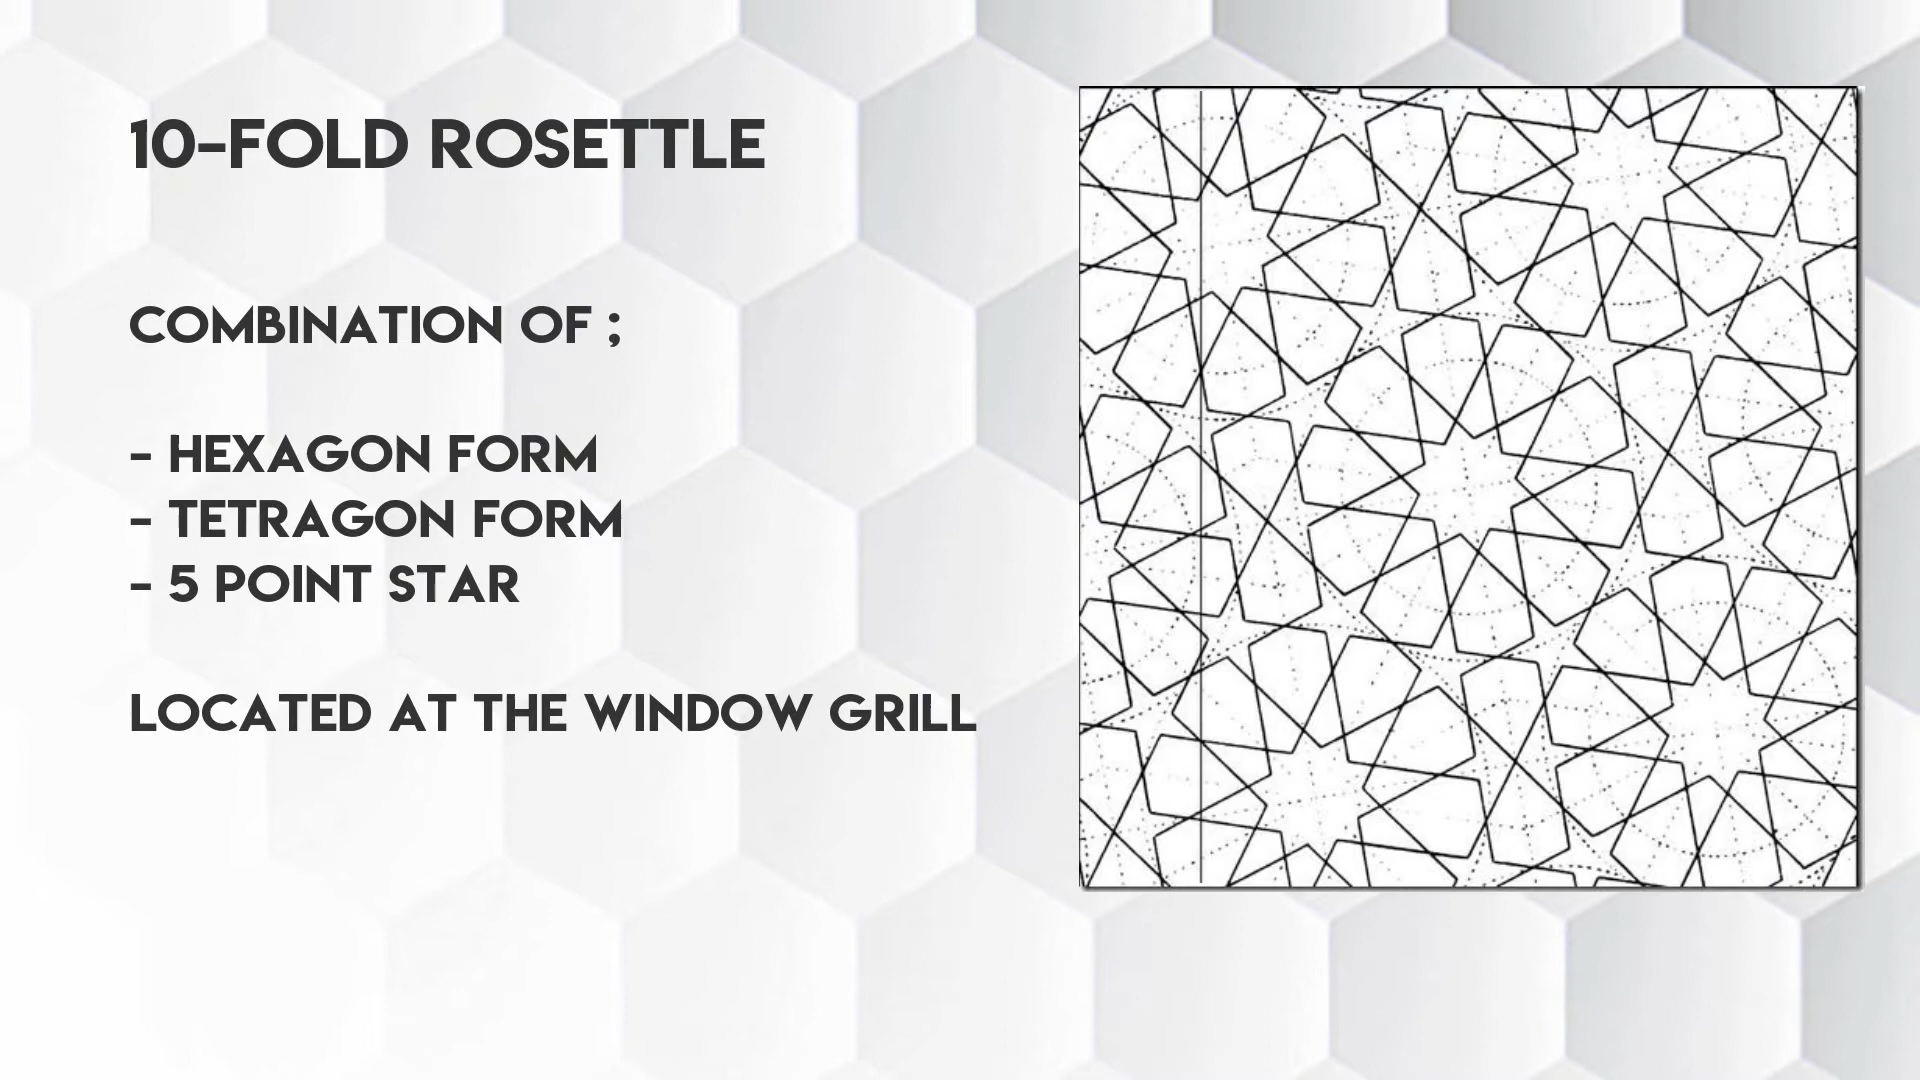 10-FOLD ROSETTLE
COMBINATION OF ;
- HEXAGON FORM
- TETRAGON FORM
- 5 POINT STAR
LOCATED AT THE WINDOW GRILL